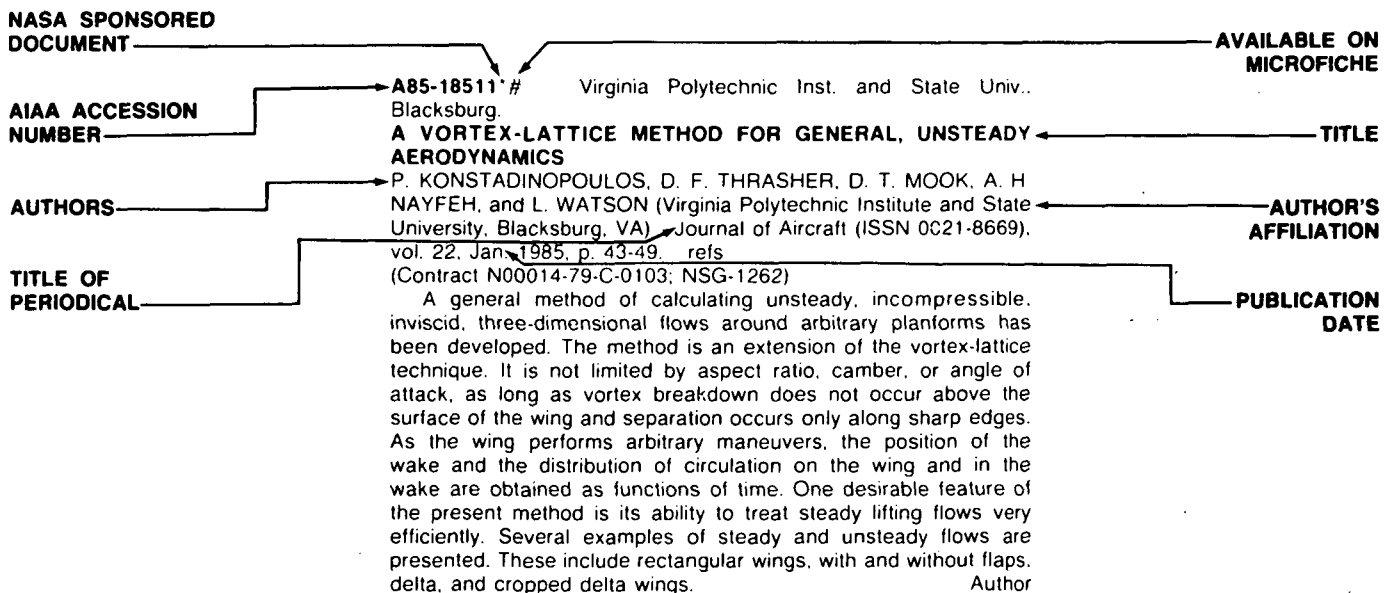 NASA SPONSORED
DOCUMENT
AVAILABLE ON
MICROFICHE
A85-18511*# Virginia Polytechnic Inst. and State Univ..
Blacksburg.
AIAA ACCESSION
NUMBER
A VORTEX-LATTICE METHOD FOR GENERAL, UNSTEADY
AERODYNAMICS
TITLE
AUTHORS
P. KONSTADINOPOULOS, D. F. THRASHER, D. T. MOOK, A. H
NAYFEH, and L. WATSON (Virginia Polytechnic Institute and State
University, Blacksburg, VA) Journal of Aircraft (ISSN 0021-8669),
vol. 22, Jan. 1985, p. 43-49. refs
(Contract N00014-79-C-0103; NSG-1262)
AUTHOR'S
AFFILIATION
TITLE OF
PERIODICAL
PUBLICATION
DATE
A general method of calculating unsteady, incompressible,
inviscid, three-dimensional flows around arbitrary planforms has
been developed. The method is an extension of the vortex-lattice
technique. It is not limited by aspect ratio, camber, or angle of
attack, as long as vortex breakdown does not occur above the
surface of the wing and separation occurs only along sharp edges.
As the wing performs arbitrary maneuvers, the position of the
wake and the distribution of circulation on the wing and in the
wake are obtained as functions of time. One desirable feature of
the present method is its ability to treat steady lifting flows very
efficiently. Several examples of steady and unsteady flows are
presented. These include rectangular wings, with and without flaps,
delta, and cropped delta wings. Author